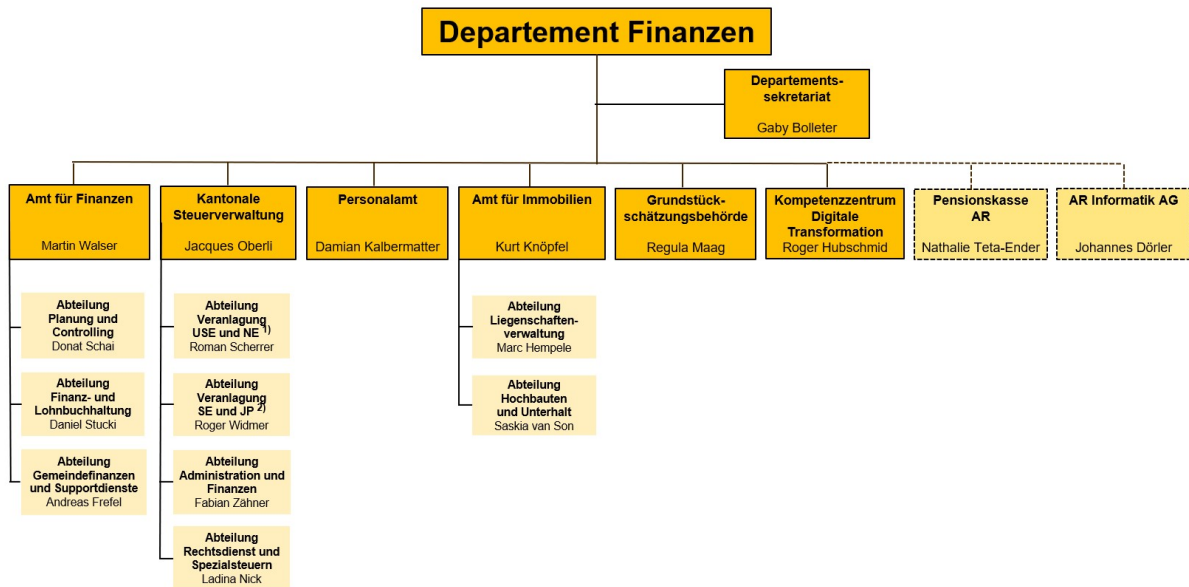 Departement Finanzen
Departements-
sekretariat
Gaby Bolleter
Amt für Finanzen
Martin Walser
Kantonale
Steuerverwaltung
Jacques Oberli
Personalamt
Damian Kalbermatter
Amt für Immobilien
Kurt Knöpfel
Grundstück-
schätzungsbehörde
Regula Maag
Kompetenzzentrum
Digitale
Transformation
Roger Hubschmid
Pensionskasse
AR
Nathalie Teta-Ender
AR Informatik AG
Johannes Dörler
Abteilung
Planung und
Controlling
Donat Schai
Abteilung
Finanz- und
Lohnbuchhaltung
Daniel Stucki
Abteilung
Gemeindefinanzen
und Supportdienste
Andreas Frefel
Abteilung
Veranlagung
USE und NE 1)
Roman Scherrer
Abteilung
Veranlagung
SE und JP 2)
Roger Widmer
Abteilung
Administration und
Finanzen
Fabian Zähner
Abteilung
Rechtsdienst und
Spezialsteuern
Ladina Nick
Abteilung
Liegenschaften-
verwaltung
Marc Hempele
Abteilung
Hochbauten
und Unterhalt
Saskia van Son